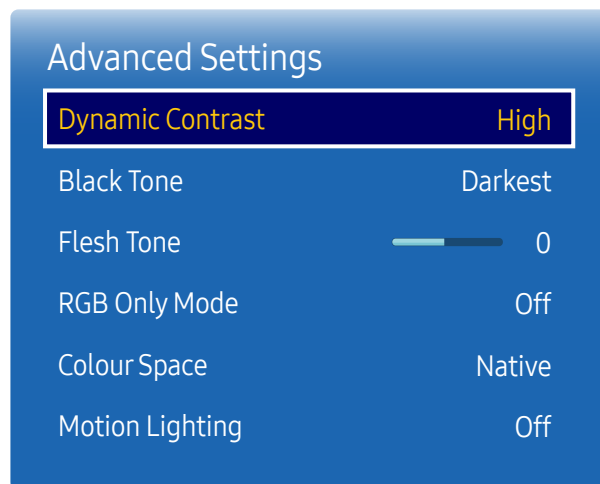 Advanced Settings
Dynamic Contrast High
Black Tone Darkest
Flesh Tone 0
RGB Only Mode Off
Colour Space Native
Motion Lighting Off